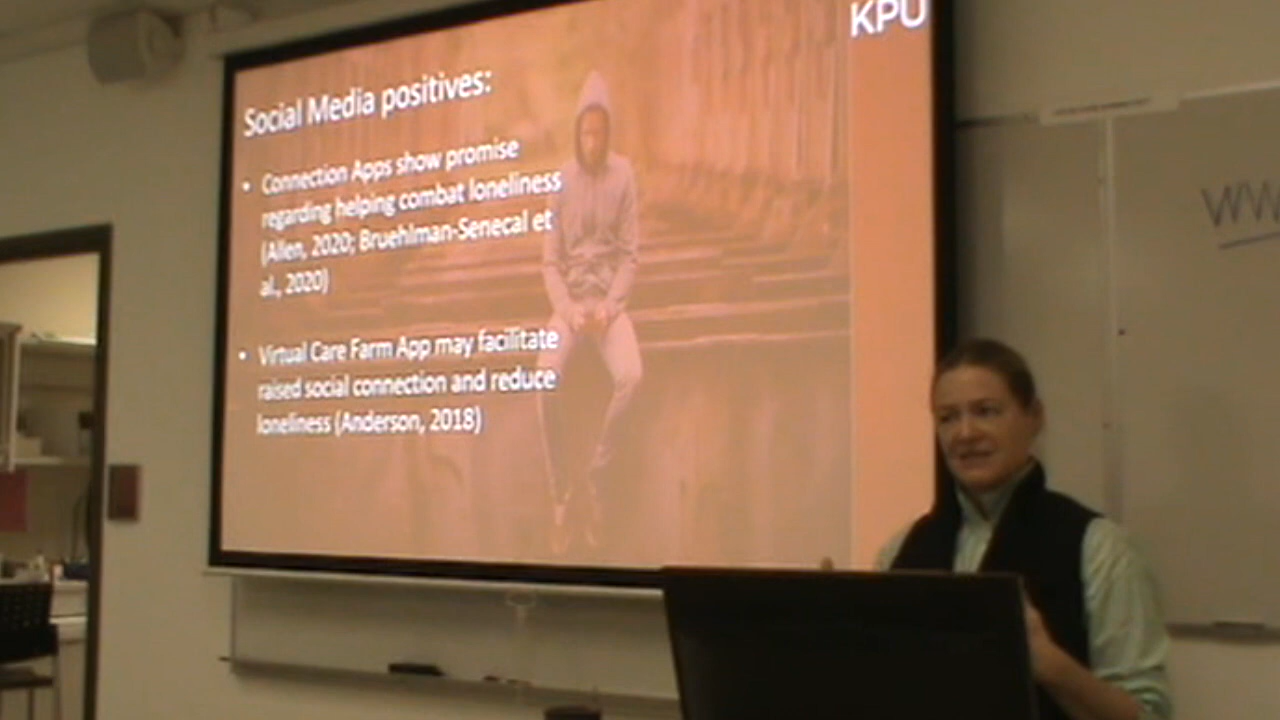 KPU
Social Media positives:
• Connection Apps show promise
regarding helping combat loneliness
(Allen, 2020; Bruehlman-Senecal et
al., 2020)
• Virtual Care Farm App may facilitate
raised social connection and reduce
loneliness (Anderson, 2018)